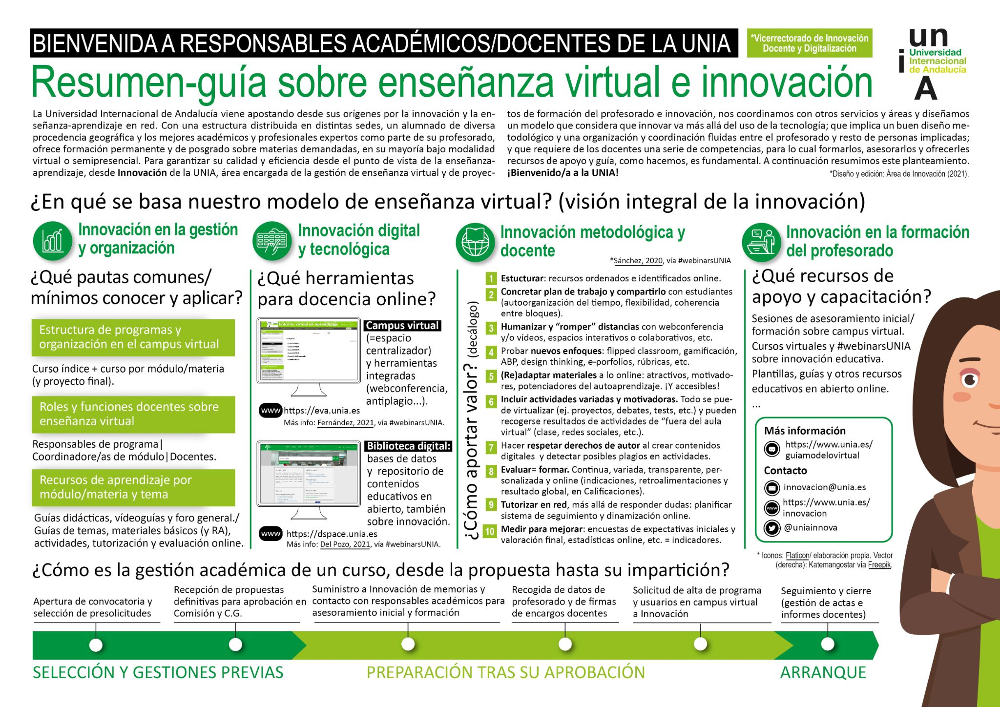 BIENVENIDA A RESPONSABLES ACADÉMICOS/DOCENTES DE LA UNIA
*Vicerrectorado de Innovación
Docente y Digitalización
un
i
A
Universidad
Internacional
de Andalucía
Resumen-guía sobre enseñanza virtual e innovación
La Universidad Internacional de Andalucía viene apostando desde sus orígenes por la innovación y la en-
señanza-aprendizaje en red. Con una estructura distribuida en distintas sedes, un alumnado de diversa
procedencia geográfica y los mejores académicos y profesionales expertos como parte de su profesorado,
ofrece formación permanente y de posgrado sobre materias demandadas, en su mayoría bajo modalidad
virtual o semipresencial. Para garantizar su calidad y eficiencia desde el punto de vista de la enseñanza-
aprendizaje, desde Innovación de la UNIA, área encargada de la gestión de enseñanza virtual y de proyec-
tos de formación del profesorado e innovación, nos coordinamos con otros servicios y áreas y diseñamos
un modelo que considera que innovar va más allá del uso de la tecnología; que implica un buen diseño me-
todológico y una organización y coordinación fluidas entre el profesorado y resto de personas implicadas;
y que requiere de los docentes una serie de competencias, para lo cual formarlos, asesorarlos y ofrecerles
recursos de apoyo y guía, como hacemos, es fundamental. A continuación resumimos este planteamiento.
¡Bienvenido/a a la UNIA!
*Diseño y edición: Área de Innovación (2021).
¿En qué se basa nuestro modelo de enseñanza virtual? (visión integral de la innovación)
Innovación en la gestión
y organización
¿Qué pautas comunes/
mínimos conocer y aplicar?
Estructura de programas y
organización en el campus virtual
Curso índice + curso por módulo/materia
(y proyecto final).
Roles y funciones docentes sobre
enseñanza virtual
Responsables de programa|
Coordinadore/as de módulo|Docentes.
Recursos de aprendizaje por
módulo/materia y tema
Guías didácticas, vídeoguías y foro general./
Guías de temas, materiales básicos (y RA),
actividades, tutorización y evaluación online.
Innovación digital
y tecnológica
¿Qué herramientas
para docencia online?
Entorno virtual de aprendizaje
Campus virtual
(=espacio
centralizador)
y herramientas
integradas
(webconferencia,
antiplagio...).
www https://eva.unia.es
Más info: Fernández, 2021, vía #webinarsUNIA.
Biblioteca digital:
bases de datos
y repositorio de
contenidos
educativos en
abierto, también
sobre innovación.
www https://dspace.unia.es
Más info: Del Pozo, 2021, vía #webinarsUNIA.
Innovación metodológica y
docente
*Sánchez, 2020, vía #webinarsUNIA
¿Cómo aportar valor? (decálogo)
1 Estucturar: recursos ordenados e identificados online.
2 Concretar plan de trabajo y compartirlo con estudiantes
(autoorganización del tiempo, flexibilidad, coherencia
entre bloques).
3 Humanizar y “romper” distancias con webconferencia
y/o vídeos, espacios interativos o colaborativos, etc.
4 Probar nuevos enfoques: flipped classroom, gamificación,
ABP, design thinking, e-porfolios, rúbricas, etc.
5 (Re)adaptar materiales a lo online: atractivos, motivado-
res, potenciadores del autoaprendizaje. ¡Y accesibles!
6 Incluir actividades variadas y motivadoras. Todo se pue-
de virtualizar (ej. proyectos, debates, tests, etc.) y pueden
recogerse resultados de actividades de “fuera del aula
virtual” (clase, redes sociales, etc.).
7 Hacer respetar derechos de autor al crear contenidos
digitales y detectar posibles plagios en actividades.
8 Evaluar= formar. Continua, variada, transparente, per-
sonalizada y online (indicaciones, retroalimentaciones y
resultado global, en Calificaciones).
9 Tutorizar en red, más allá de responder dudas: planificar
sistema de seguimiento y dinamización online.
10 Medir para mejorar: encuestas de expectativas iniciales y
valoración final, estadísticas online, etc. = indicadores.
Innovación en la formación
del profesorado
¿Qué recursos de
apoyo y capacitación?
Sesiones de asesoramiento inicial/
formación sobre campus virtual.
Cursos virtuales y #webinarsUNIA
sobre innovación educativa.
Plantillas, guías y otros recursos
educativos en abierto online.
...
Más información
https://www.unia.es/
guiamodelovirtual
Contacto
innovacion@unia.es
www https://www.unia.es/
innovacion
@uniainnova
* Iconos: Flaticon/ elaboración propia. Vector
(derecha): Katemangostar vía Freepik.
¿Cómo es la gestión académica de un curso, desde la propuesta hasta su impartición?
Apertura de convocatoria y
selección de presolicitudes
Recepción de propuestas
definitivas para aprobación en
Comisión y C.G.
Suministro a Innovación de memorias y
contacto con responsables académicos para
asesoramiento inicial y formación
Recogida de datos de
profesorado y de firmas
de encargos docentes
Solicitud de alta de programa
y usuarios en campus virtual
a Innovación
Seguimiento y cierre
(gestión de actas e
informes docentes)
SELECCIÓN Y GESTIONES PREVIAS
PREPARACIÓN TRAS SU APROBACIÓN
ARRANQUE